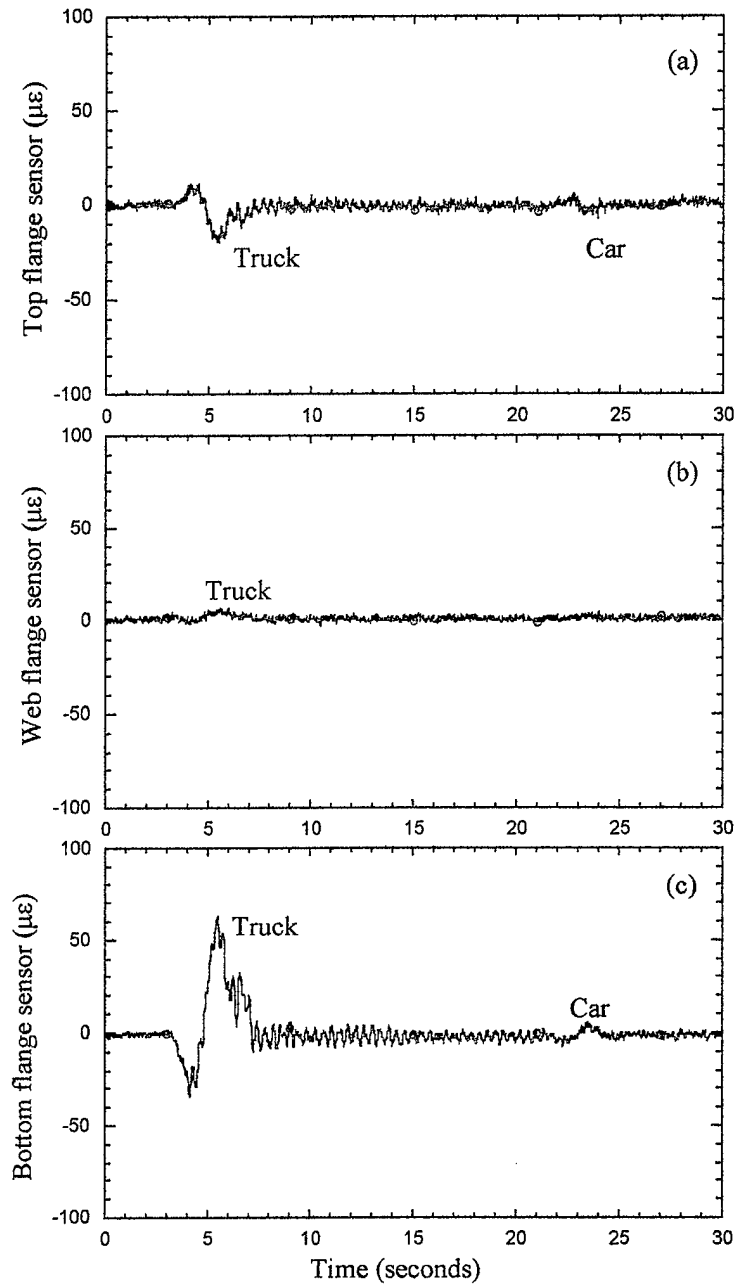 (a)
Top flange sensor (με)
100
50
0
-50
-100
Truck
Car
0 5 10 15 20 25 30
(b)
Web flange sensor (με)
100
50
0
-50
-100
Truck
0 5 10 15 20 25 30
(c)
Bottom flange sensor (με)
100
50
0
-50
-100
Truck
Car
0 5 10 15 20 25 30
Time (seconds)